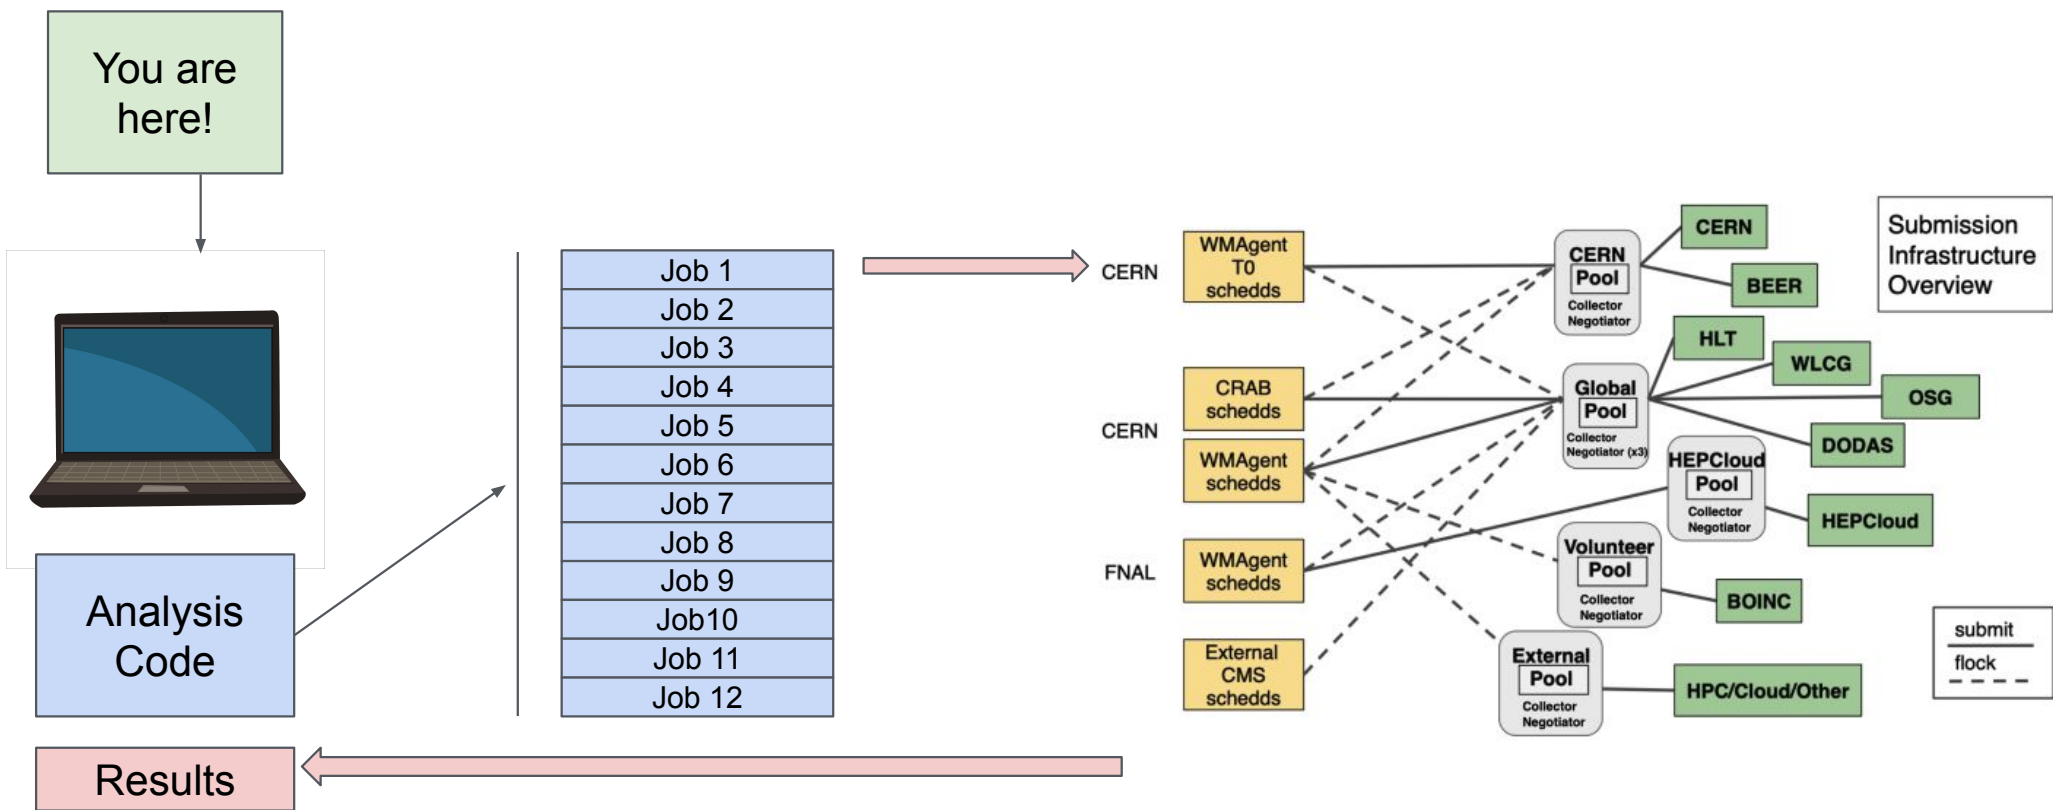 You are
here!
Analysis
Code
Results
Job 1
Job 2
Job 3
Job 4
Job 5
Job 6
Job 7
Job 8
Job 9
Job10
Job 11
Job 12
CERN
CERN
FNAL
WMAgent
T0
schedds
CRAB
schedds
WMAgent
schedds
WMAgent
schedds
External
CMS
schedds
CERN
Pool
Collector
Negotiator
Global
Pool
Collector
Negotiator (x3)
HEPCloud
Pool
Collector
Negotiator
Volunteer
Pool
Collector
Negotiator
External
Pool
Collector
Negotiator
CERN
BEER
HLT
WLCG
OSG
DODAS
HEPCloud
BOINC
HPC/Cloud/Other
Submission
Infrastructure
Overview
submit
flock